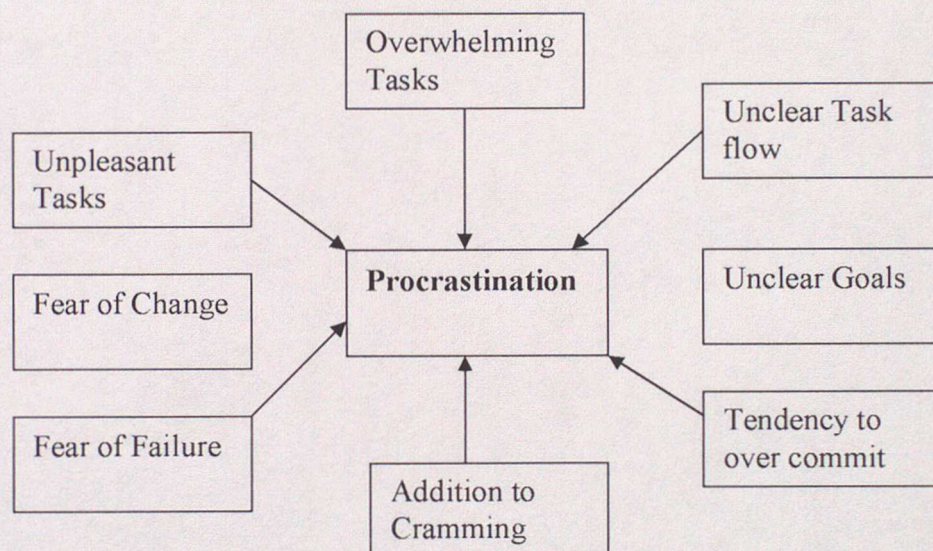 Overwhelming
Tasks
Unclear Task
flow
Unpleasant
Tasks
Procrastination
Fear of Change
Unclear Goals
Fear of Failure
Tendency to
over commit
Addition to
Cramming